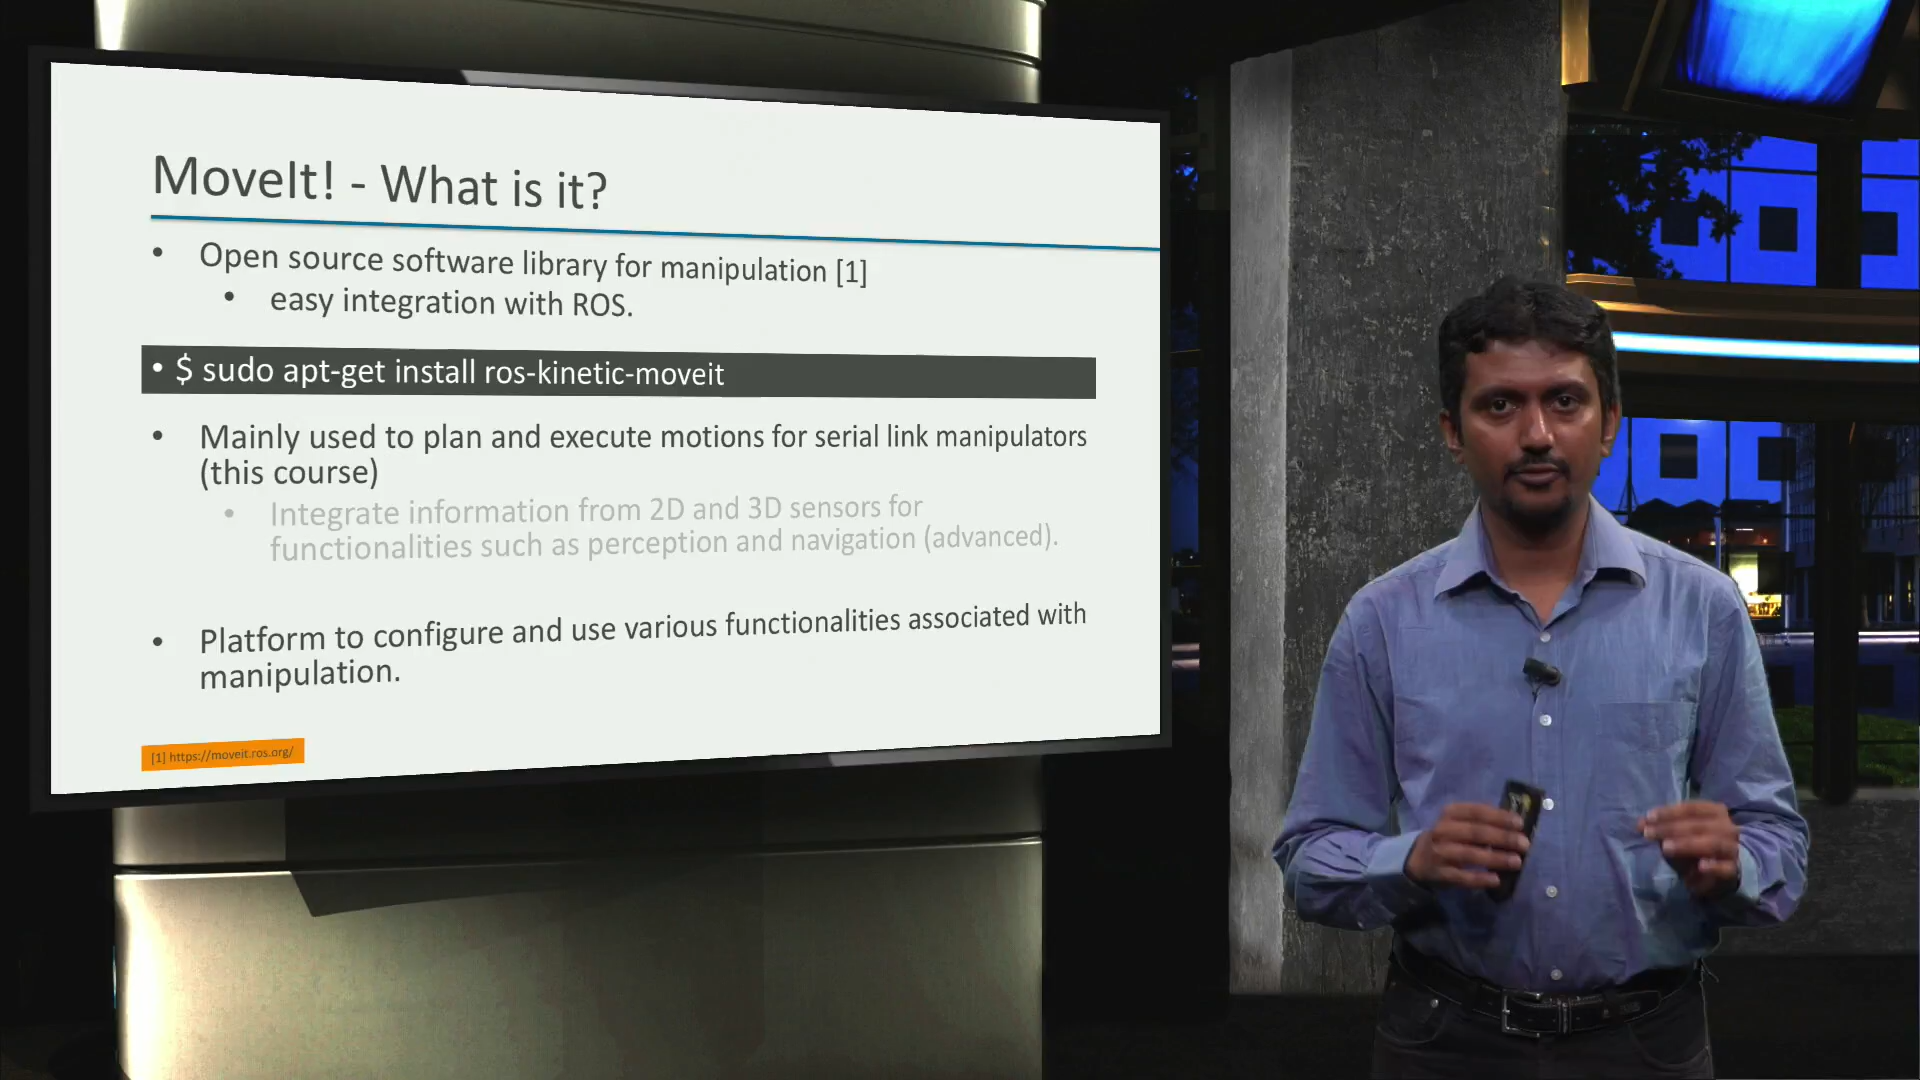 MoveIt! - What is it?
• Open source software library for manipulation [1]
• easy integration with ROS.
• $ sudo apt-get install ros-kinetic-moveit
• Mainly used to plan and execute motions for serial link manipulators
(this course)
• Integrate information from 2D and 3D sensors for
functionalities such as perception and navigation (advanced).
• Platform to configure and use various functionalities associated with
manipulation.
[1] https://moveit.ros.org/